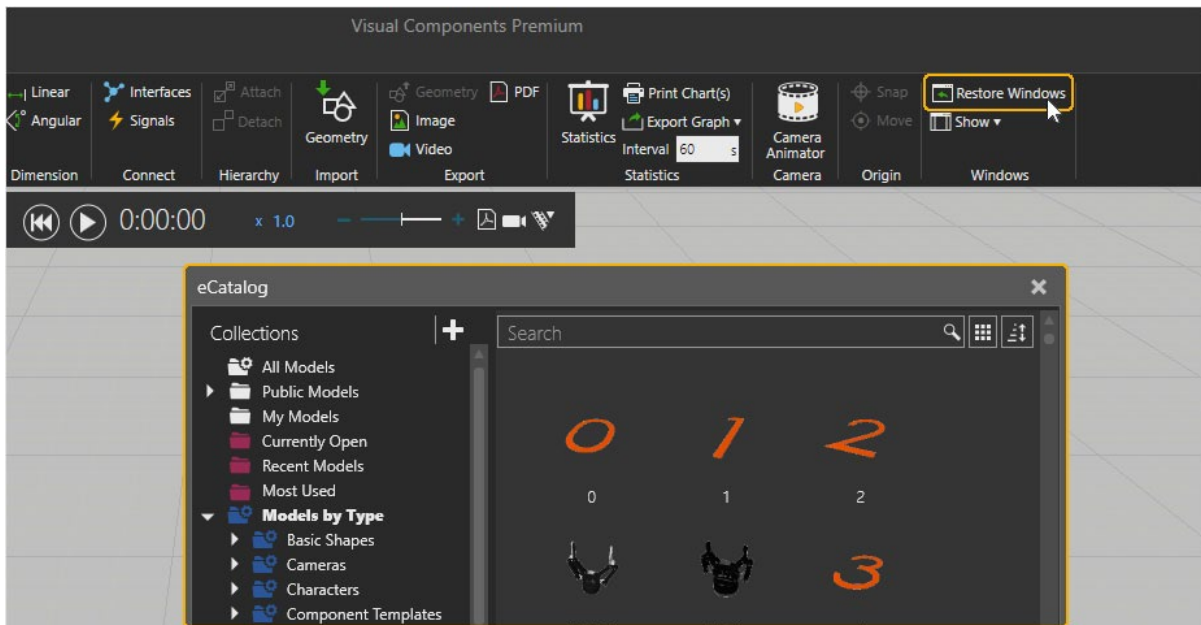 Visual Components Premium
Linear
Angular
Dimension
Interfaces
Signals
Connect
Attach
Detach
Hierarchy
Geometry
Import
Geometry
PDF
Image
Video
Export
Statistics
Print Chart(s)
Export Graph
Interval 60 s
Statistics
Camera
Animator
Camera
Snap
Move
Origin
Restore Windows
Show
Windows
0:00:00
x 1.0
eCatalog
Collections
Search
All Models
Public Models
My Models
Currently Open
Recent Models
Most Used
Models by Type
Basic Shapes
Cameras
Characters
Component Templates
0 1 2
0 1 2
3